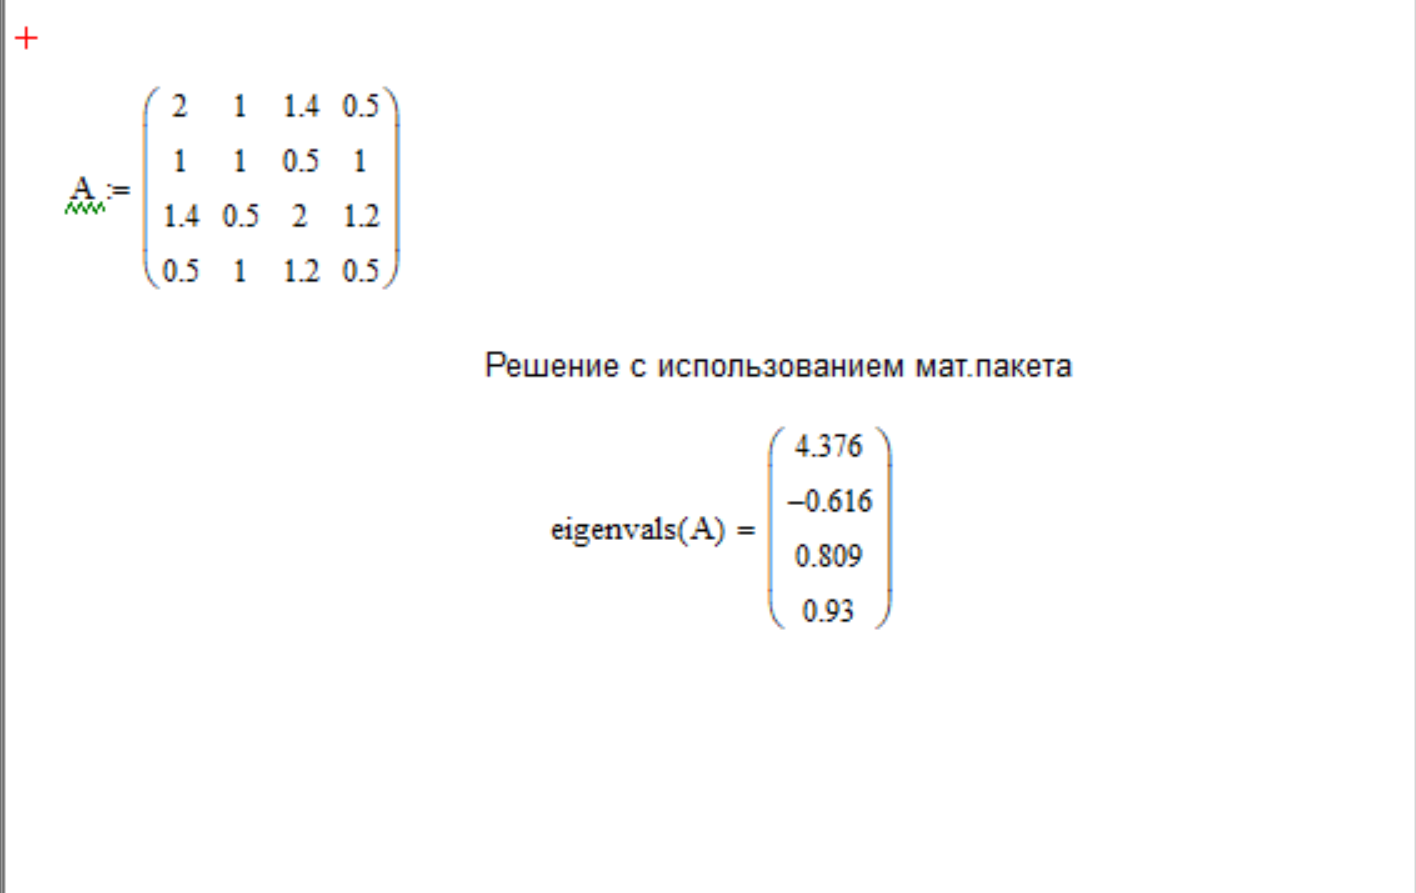 A := ( 2 1 1.4 0.5
1 1 0.5 1
1.4 0.5 2 1.2
0.5 1 1.2 0.5 )
Решение с использованием мат.пакета
eigenvals(A) = ( 4.376
−0.616
0.809
0.93 )